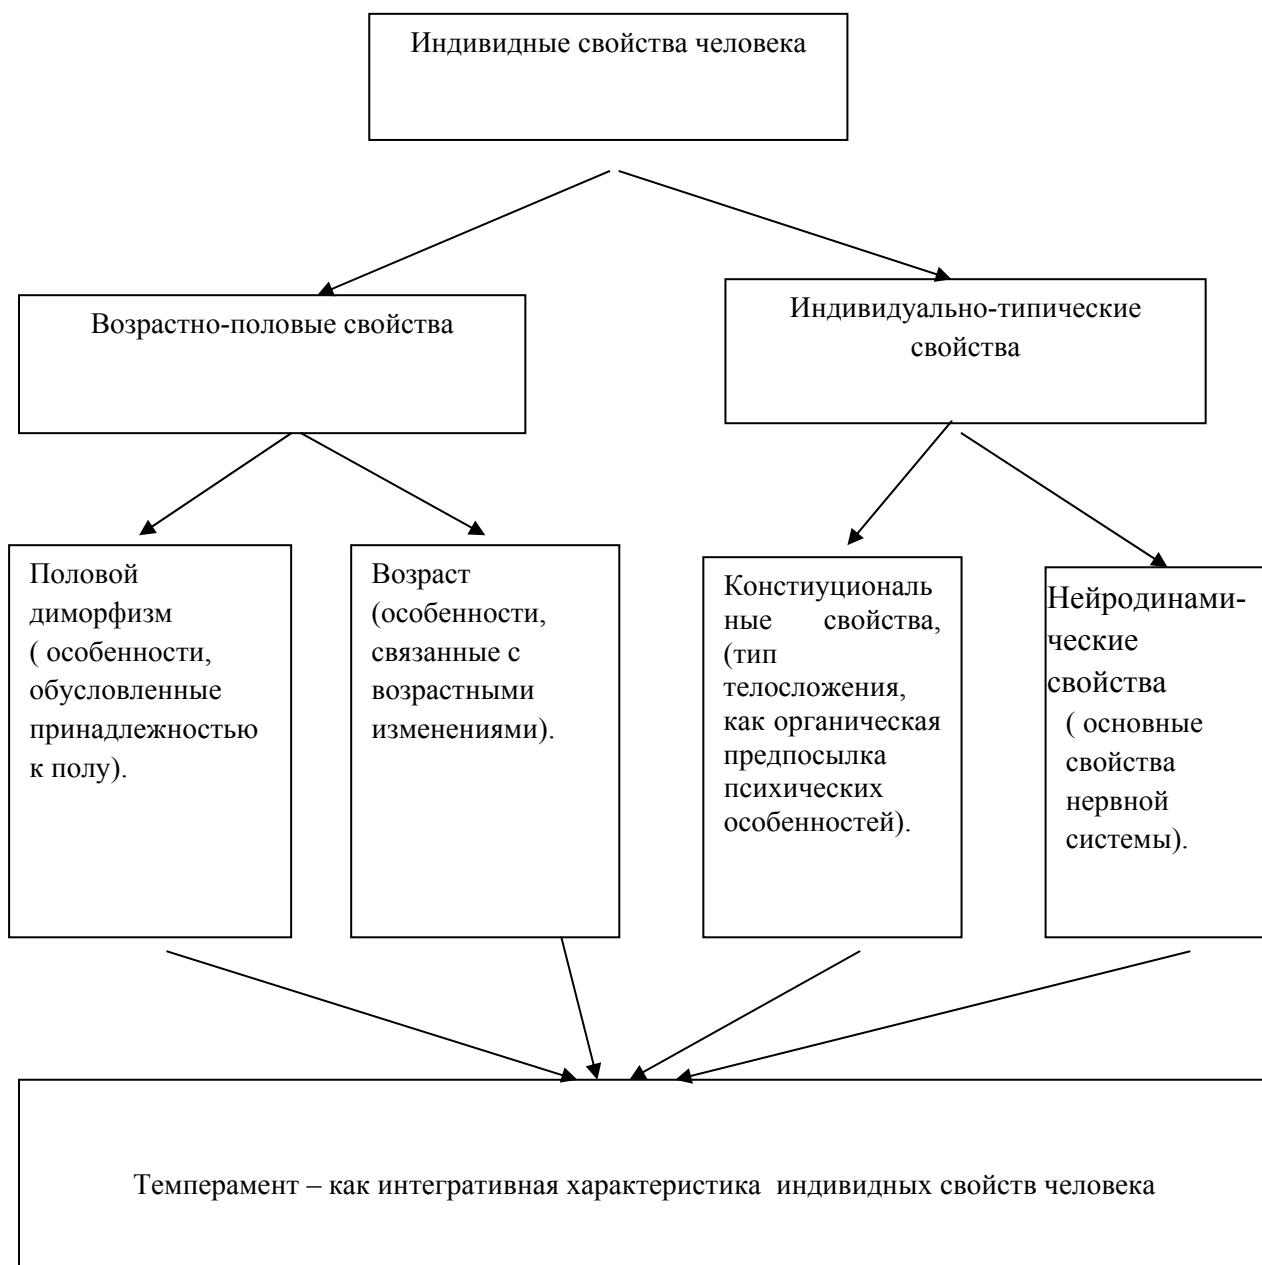 Индивидные свойства человека
Возрастно-половые свойства
Индивидуально-типические
свойства
Половой
диморфизм
( особенности,
обусловленные
принадлежностью
к полу).
Возраст
(особенности,
связанные с
возрастными
изменениями).
Констиуциональ
ные свойства,
(тип
телосложения,
как органическая
предпосылка
психических
особенностей).
Нейродинами-
ческие
свойства
( основные
свойства
нервной
системы).
Темперамент – как интегративная характеристика индивидных свойств человека